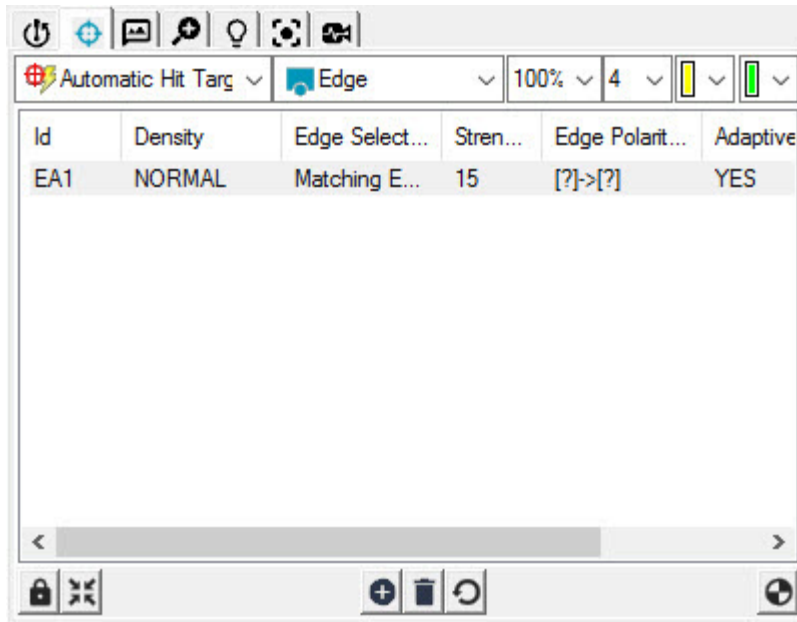 Automatic Hit Targ Edge 100% 4
Id Density Edge Select... Stren... Edge Polarit... Adaptive
EA1 NORMAL Matching E... 15 [?]->[?] YES